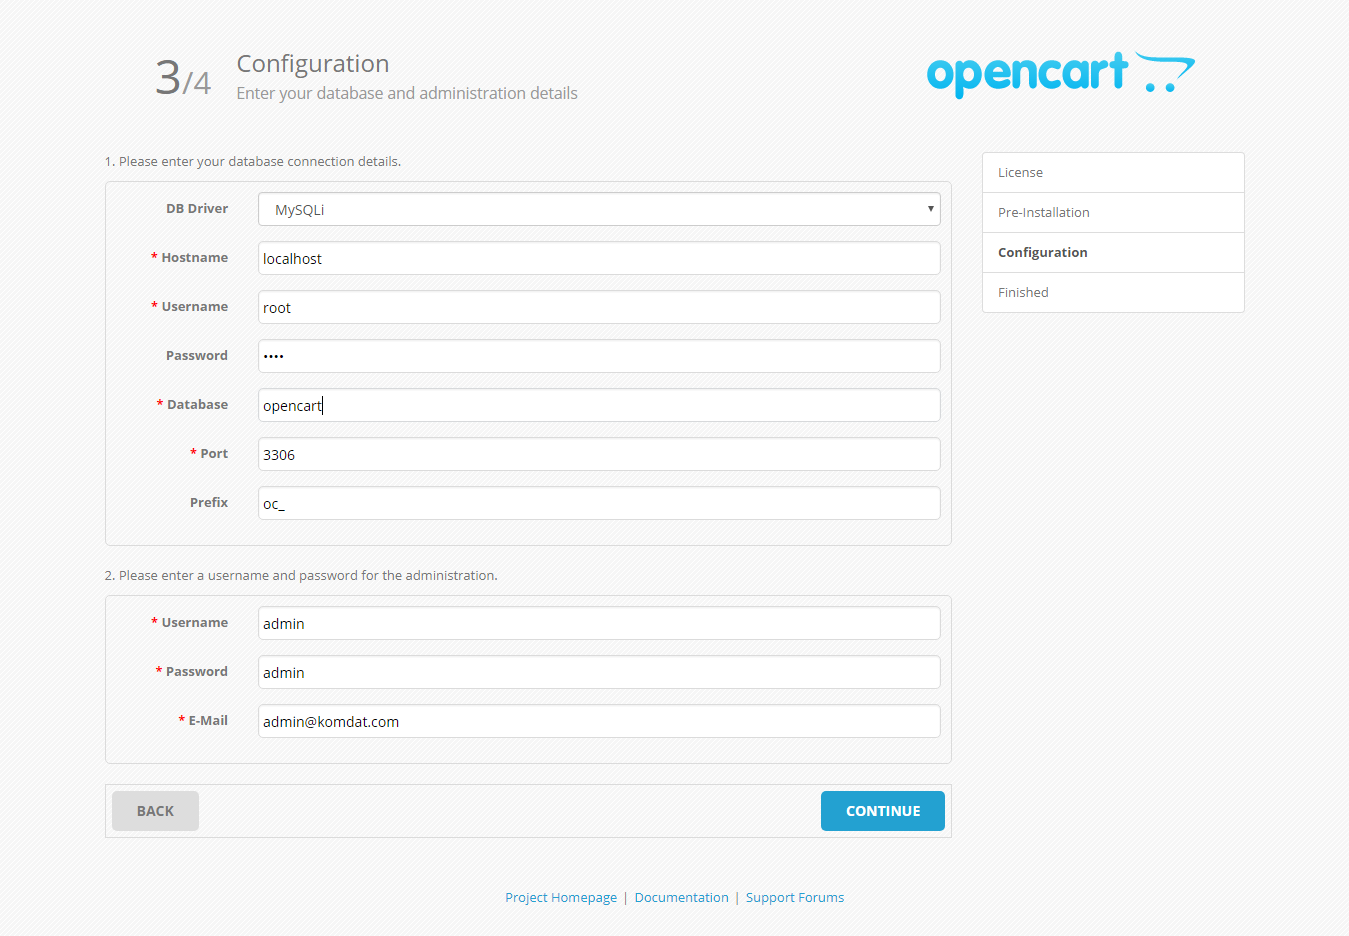 3/4
Configuration
Enter your database and administration details
opencart
1. Please enter your database connection details.
DB Driver MySQLi
* Hostname localhost
* Username root
Password ••••
* Database opencart
* Port 3306
Prefix oc_
2. Please enter a username and password for the administration.
* Username admin
* Password admin
* E-Mail admin@komdat.com
BACK CONTINUE
License
Pre-Installation
Configuration
Finished
Project Homepage | Documentation | Support Forums